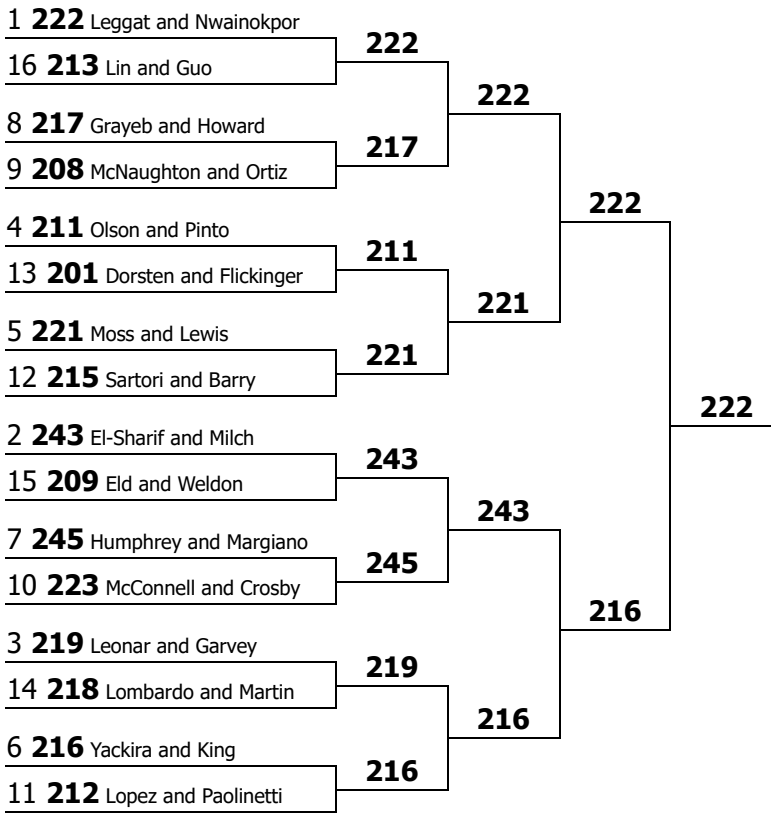 1 222 Leggat and Nwainokpor
16 213 Lin and Guo
8 217 Grayeb and Howard
9 208 McNaughton and Ortiz
4 211 Olson and Pinto
13 201 Dorsten and Flickinger
5 221 Moss and Lewis
12 215 Sartori and Barry
2 243 El-Sharif and Milch
15 209 Eld and Weldon
7 245 Humphrey and Margiano
10 223 McConnell and Crosby
3 219 Leonar and Garvey
14 218 Lombardo and Martin
6 216 Yackira and King
11 212 Lopez and Paolinetti
222
217
211
221
243
245
219
216
222
221
243
216
222
216
222